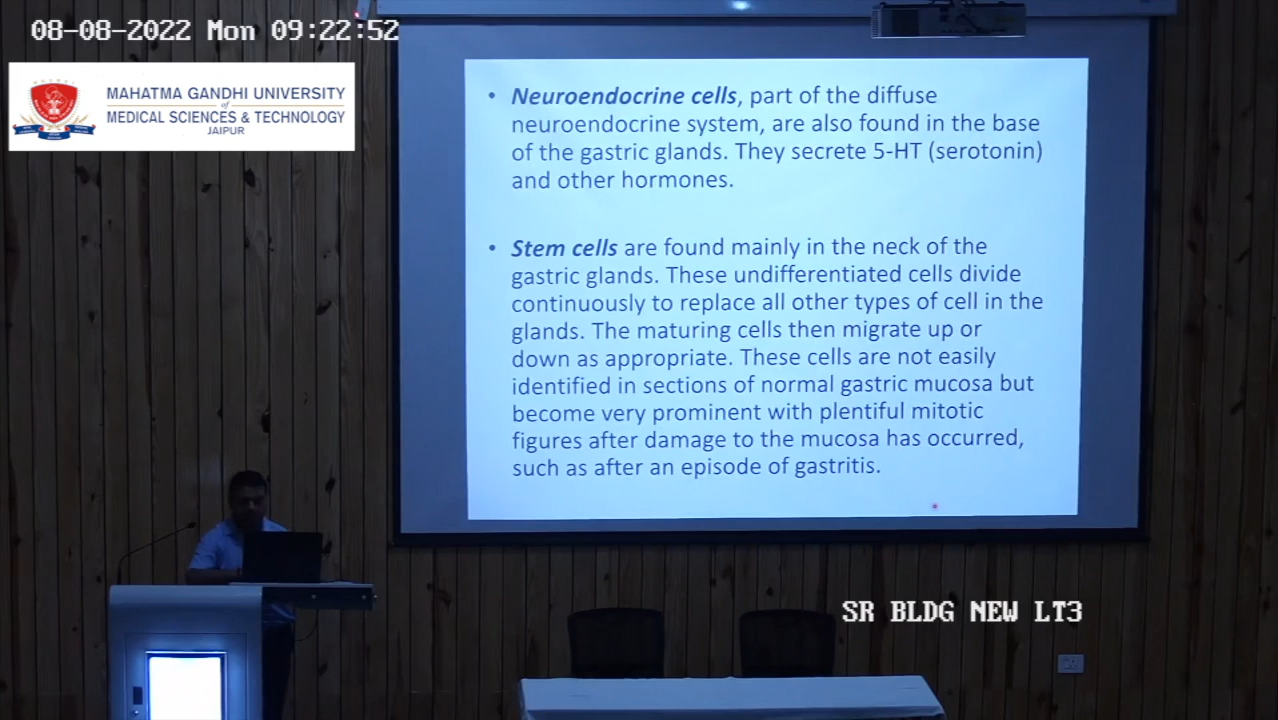 08-08-2022 Mon 09:22:52
MAHATMA GANDHI UNIVERSITY
of
MEDICAL SCIENCES & TECHNOLOGY
JAIPUR
• Neuroendocrine cells, part of the diffuse
neuroendocrine system, are also found in the base
of the gastric glands. They secrete 5-HT (serotonin)
and other hormones.
• Stem cells are found mainly in the neck of the
gastric glands. These undifferentiated cells divide
continuously to replace all other types of cell in the
glands. The maturing cells then migrate up or
down as appropriate. These cells are not easily
identified in sections of normal gastric mucosa but
become very prominent with plentiful mitotic
figures after damage to the mucosa has occurred,
such as after an episode of gastritis.
SR BLDG NEW LT3